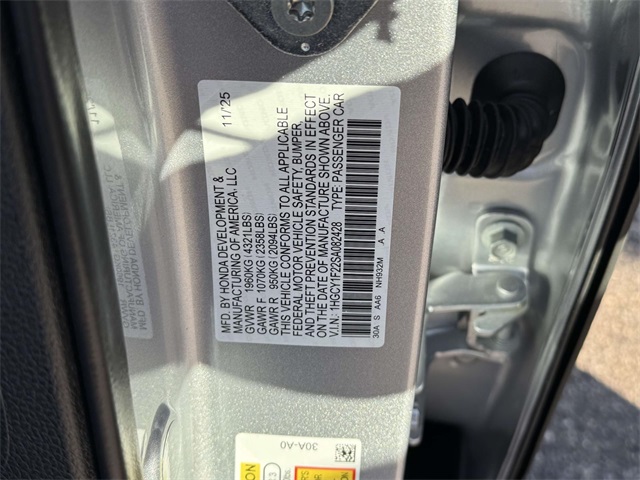 11/25
MFD. BY HONDA DEVELOPMENT &
MANUFACTURING OF AMERICA, LLC
GVWR 1960KG (4321LBS)
GAWR F 1070KG (2358LBS)
GAWR R 950KG (2094LBS)
THIS VEHICLE CONFORMS TO ALL APPLICABLE
FEDERAL MOTOR VEHICLE SAFETY, BUMPER,
AND THEFT PREVENTION STANDARDS IN EFFECT
ON THE DATE OF MANUFACTURE SHOWN ABOVE.
V.I.N: 1HGCY1F22SA082428 TYPE: PASSENGER CAR
30A S AA6 NH932M A A
30A-A0